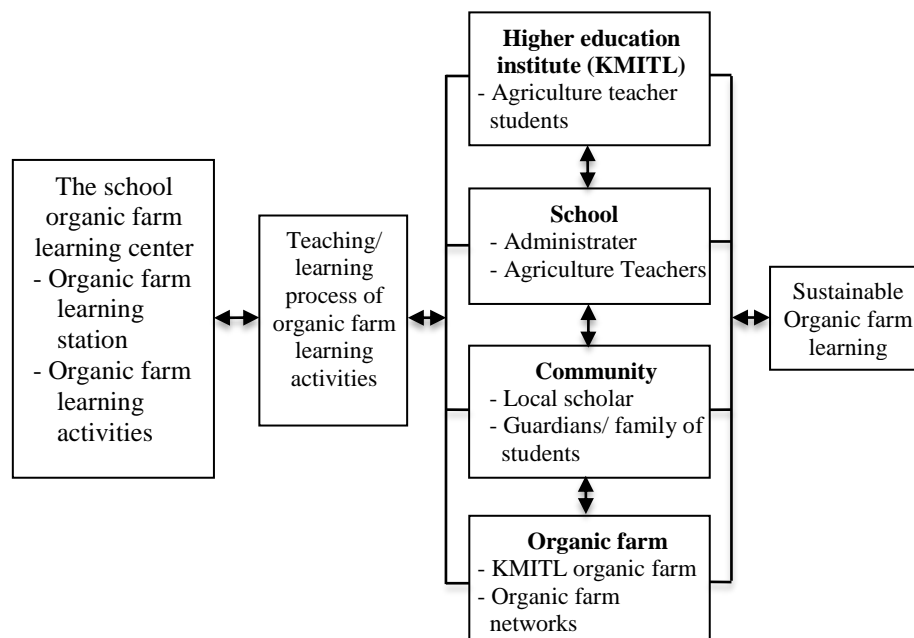 The school
organic farm
learning center
- Organic farm
learning
station
- Organic farm
learning
activities
Teaching/
learning
process of
organic farm
learning
activities
Higher education
institute (KMITL)
- Agriculture teacher
students
School
- Administrater
- Agriculture Teachers
Community
- Local scholar
- Guardians/ family of
students
Organic farm
- KMITL organic farm
- Organic farm
networks
Sustainable
Organic farm
learning